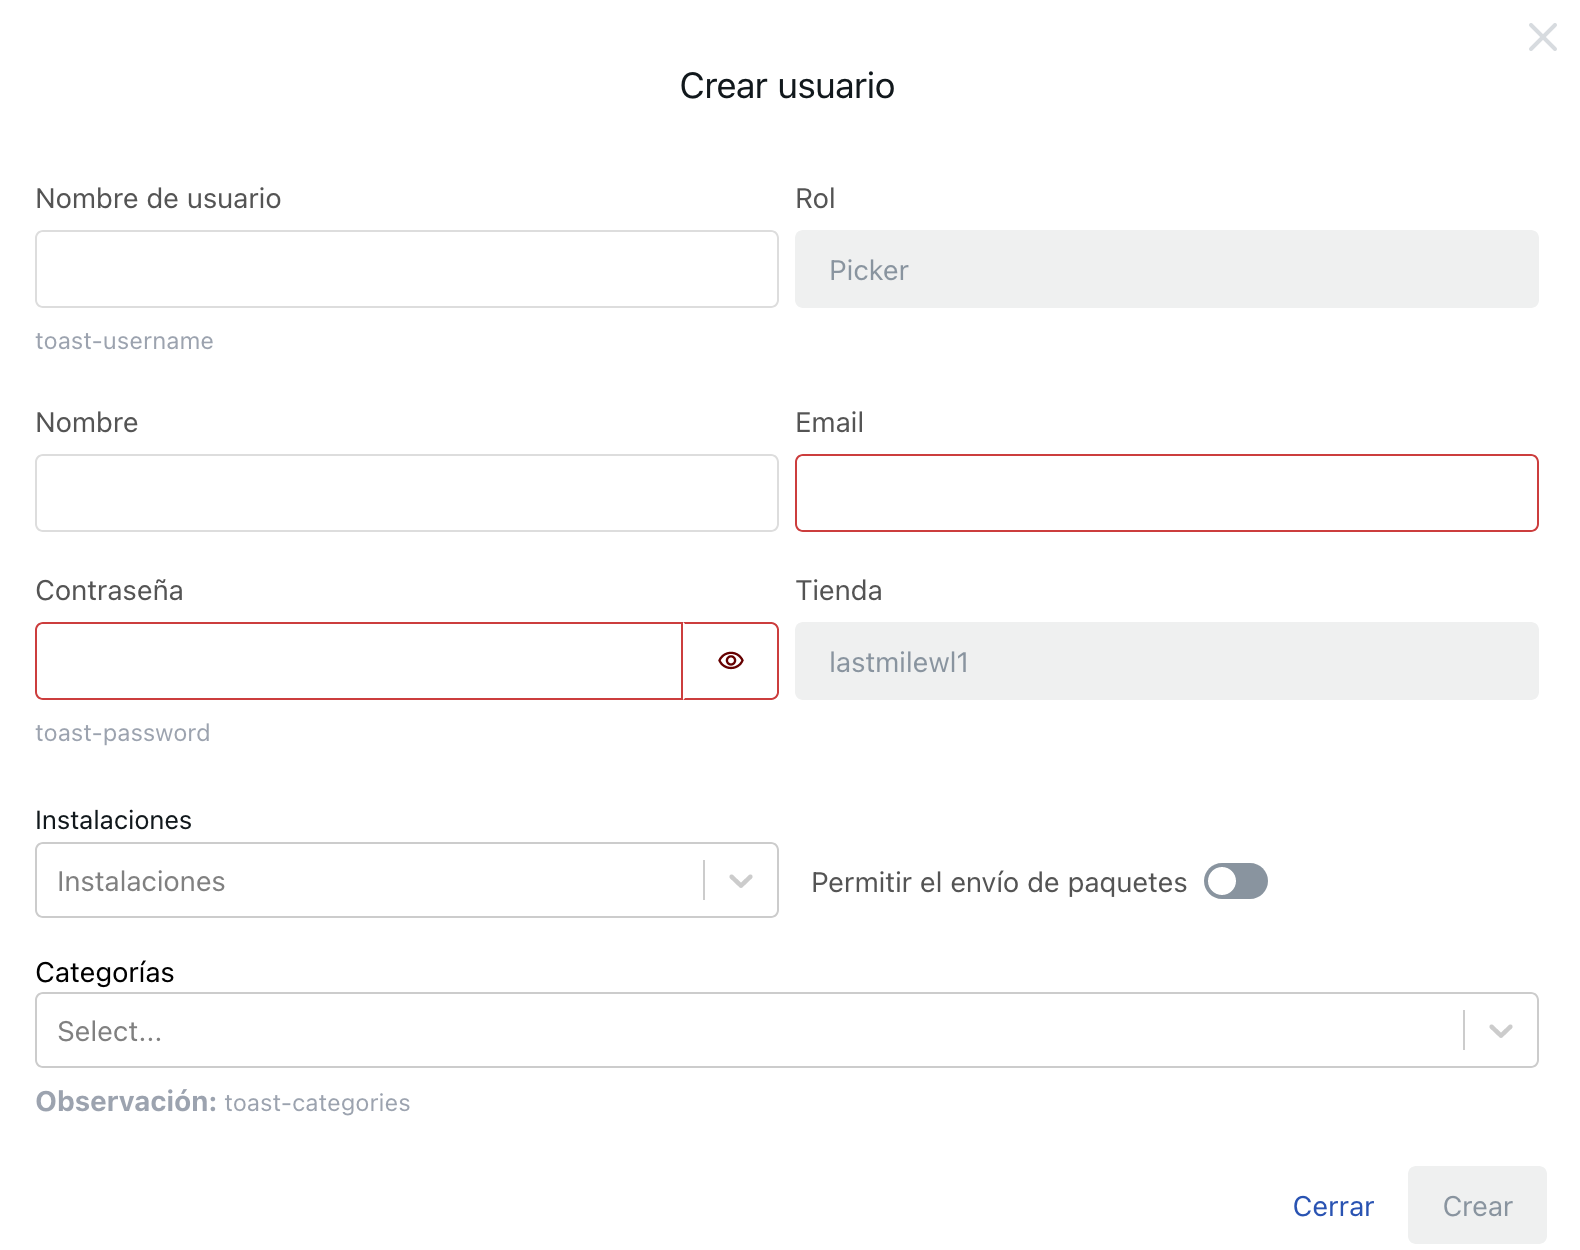 Crear usuario
Nombre de usuario
Rol
Picker
toast-username
Nombre
Email
Contraseña
Tienda
lastmilewl1
toast-password
Instalaciones
Instalaciones
Permitir el envío de paquetes
Categorías
Select...
Observación: toast-categories
Cerrar
Crear